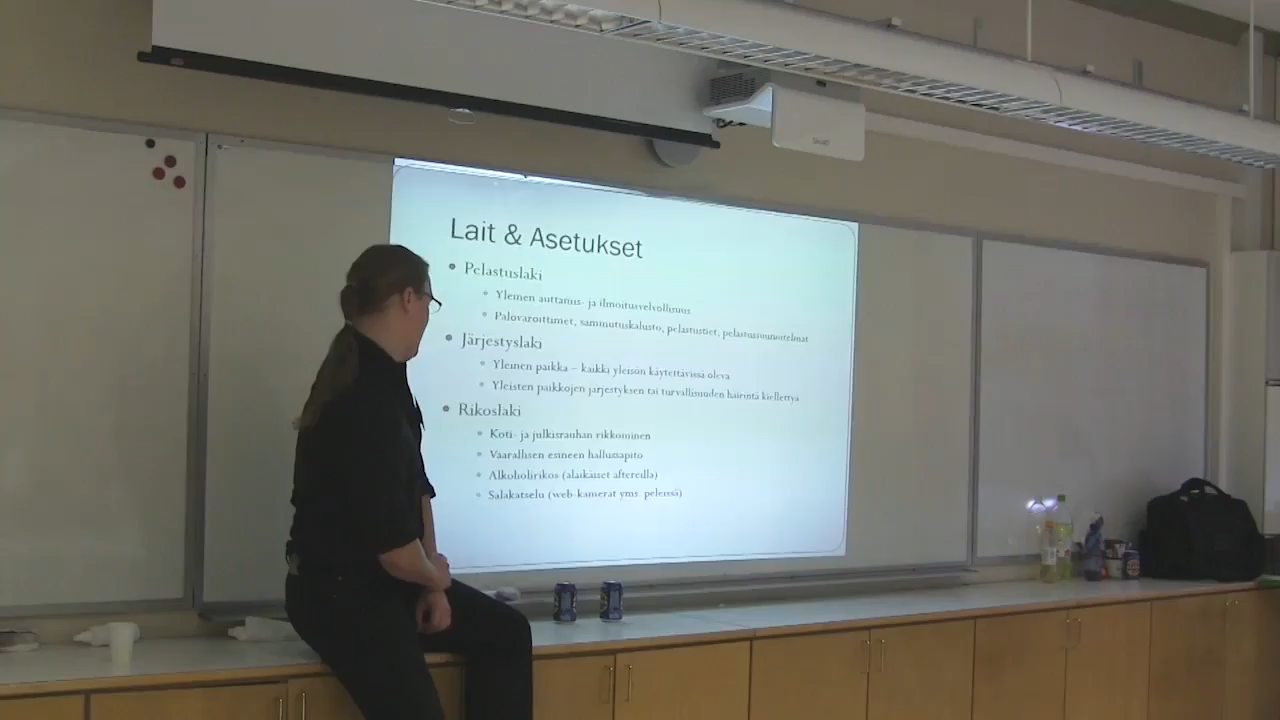 Lait & Asetukset
Pelastuslaki
Yleinen auttamis- ja ilmoitusvelvollisuus
Palovaroittimet, sammutuskalusto, pelastustiet, pelastussuunnitelmat
Järjestyslaki
Yleinen paikka – kaikki yleisön käytettävissä oleva
Yleisten paikkojen järjestyksen tai turvallisuuden häirintä kiellettyä
Rikoslaki
Koti- ja julkisrauhan rikkominen
Vaarallisen esineen hallussapito
Alkoholirikos (alaikäiset aftereilla)
Salakatselu (web-kamerat yms. peleissä)